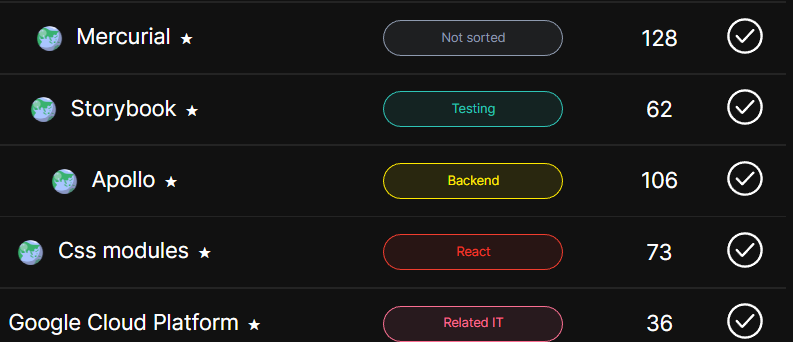 Mercurial ★ Not sorted 128
Storybook ★ Testing 62
Apollo ★ Backend 106
Css modules ★ React 73
Google Cloud Platform ★ Related IT 36